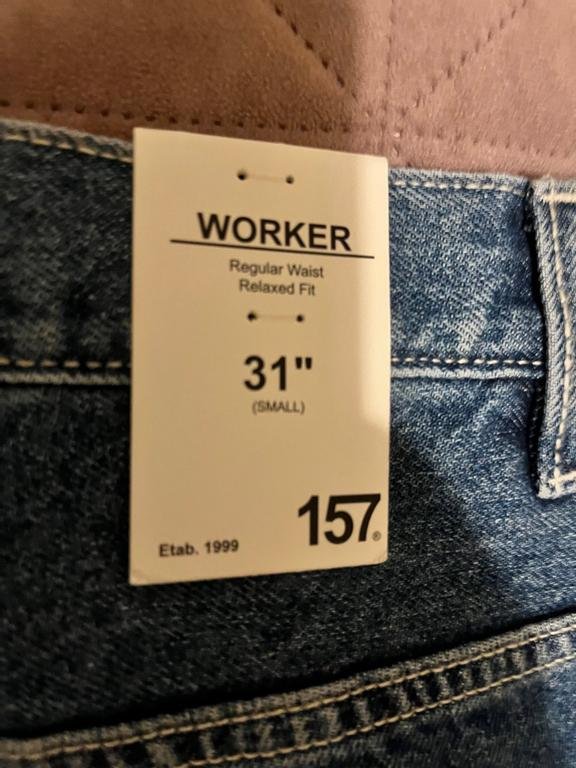 WORKER
Regular Waist
Relaxed Fit
31"
(SMALL)
157®
Etab. 1999